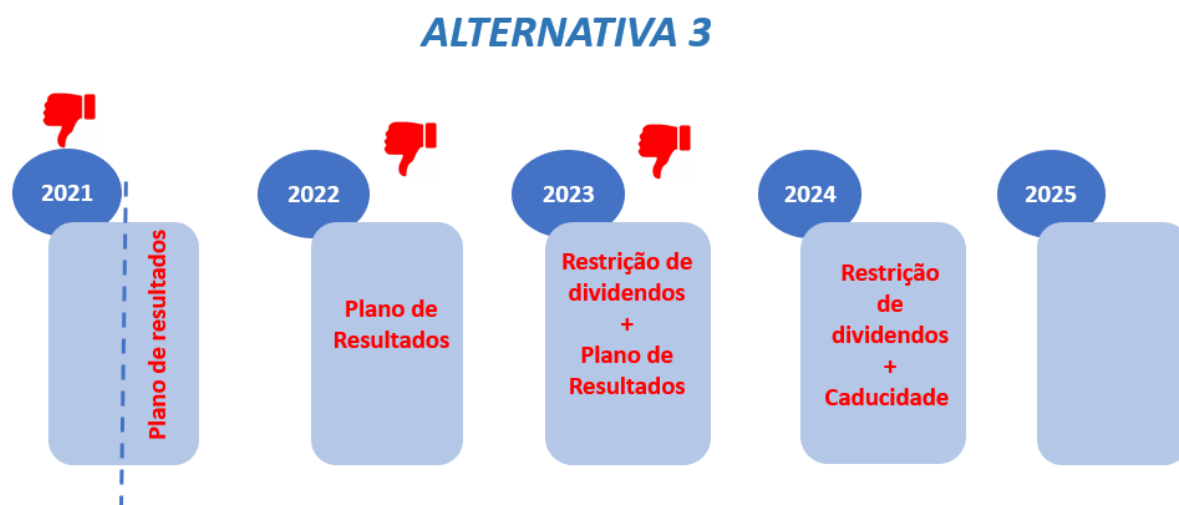 ALTERNATIVA 3
2021
2022
2023
2024
2025
Plano de resultados
Plano de
Resultados
Restrição de
dividendos
+
Plano de
Resultados
Restrição
de
dividendos
+
Caducidade